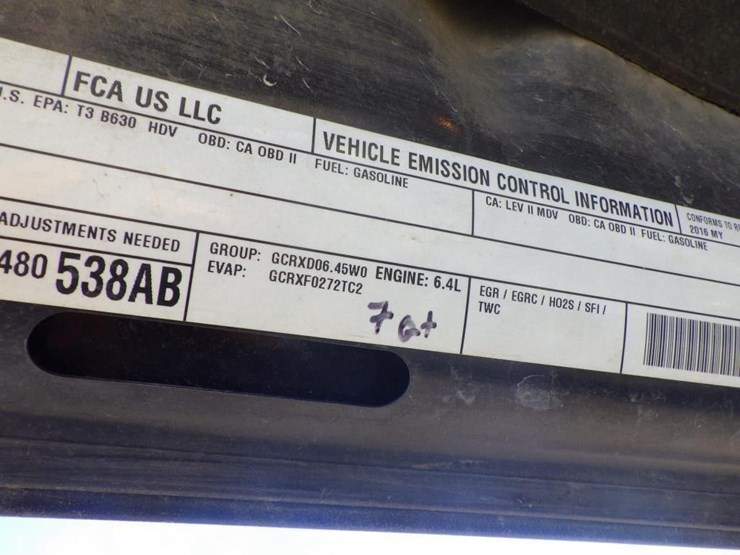 FCA US LLC
VEHICLE EMISSION CONTROL INFORMATION
CONFORMS TO
2016 MY
.S. EPA: T3 B630 HDV OBD: CA OBD II FUEL: GASOLINE
CA: LEV II MDV OBD: CA OBD II FUEL: GASOLINE
ADJUSTMENTS NEEDED
480 538AB
GROUP: GCRXD06.45W0 ENGINE: 6.4L
EVAP: GCRXF0272TC2
EGR / EGRC / HO2S / SFI /
TWC